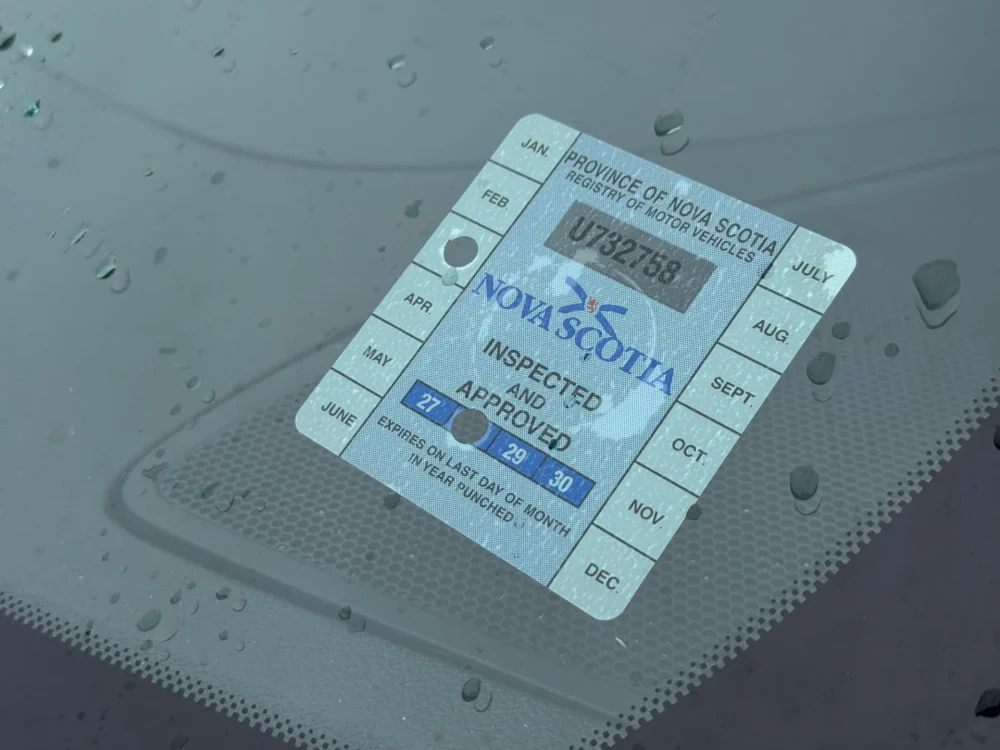 JAN.
FEB.
APR.
MAY
JUNE
PROVINCE OF NOVA SCOTIA
REGISTRY OF MOTOR VEHICLES
U732758
NOVA SCOTIA
INSPECTED
AND
APPROVED
27 29 30
EXPIRES ON LAST DAY OF MONTH
IN YEAR PUNCHED.
JULY
AUG.
SEPT.
OCT.
NOV.
DEC.